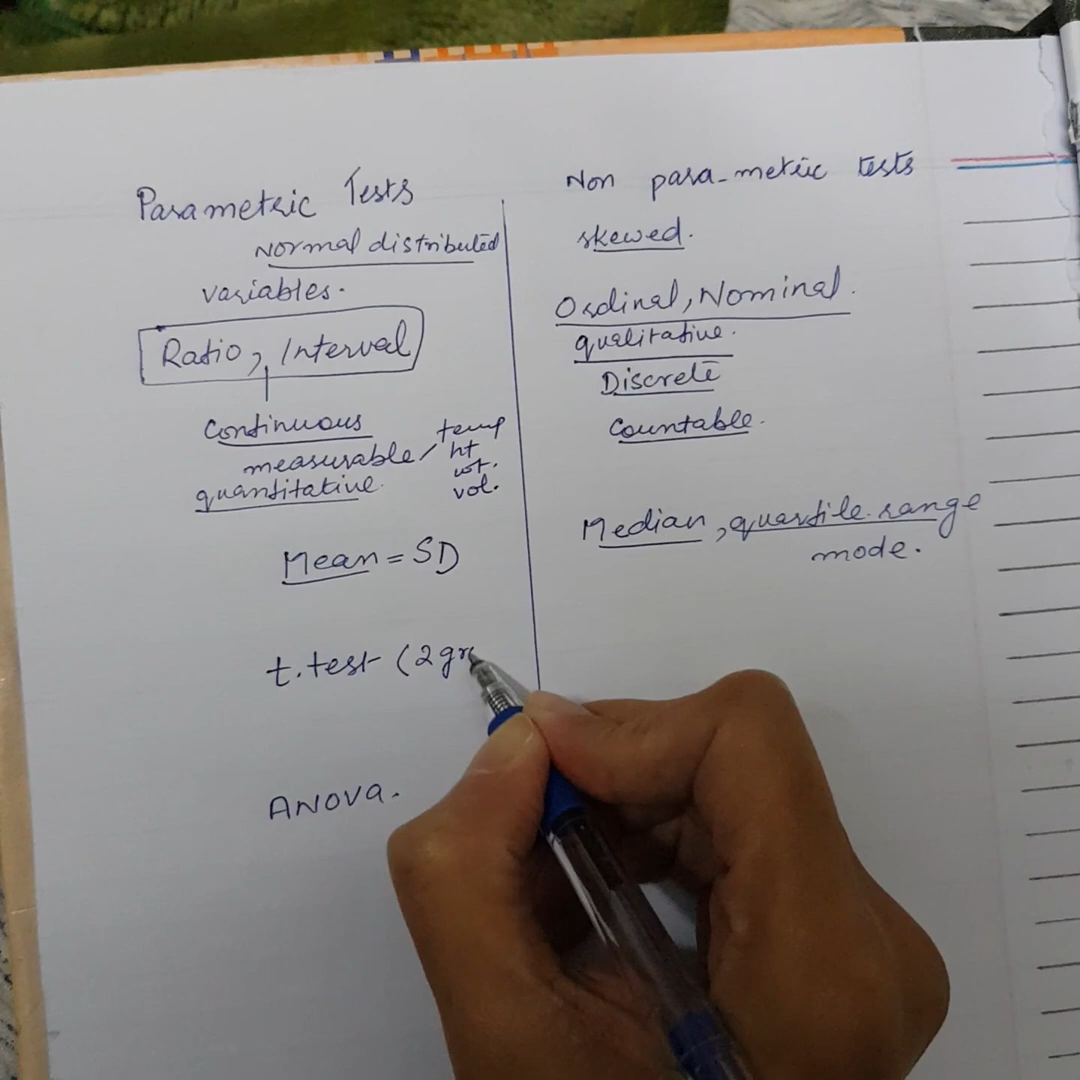 Parametric Tests
Normal distributed
variables.
Ratio, Interval
Continuous
measurable / temp
ht
wt.
vol.
quantitative.
Mean = SD
t.test (2gr
ANOVA.
Non para-metric tests
skewed.
Ordinal, Nominal.
qualitative.
Discrete
Countable.
Median, quartile range
mode.